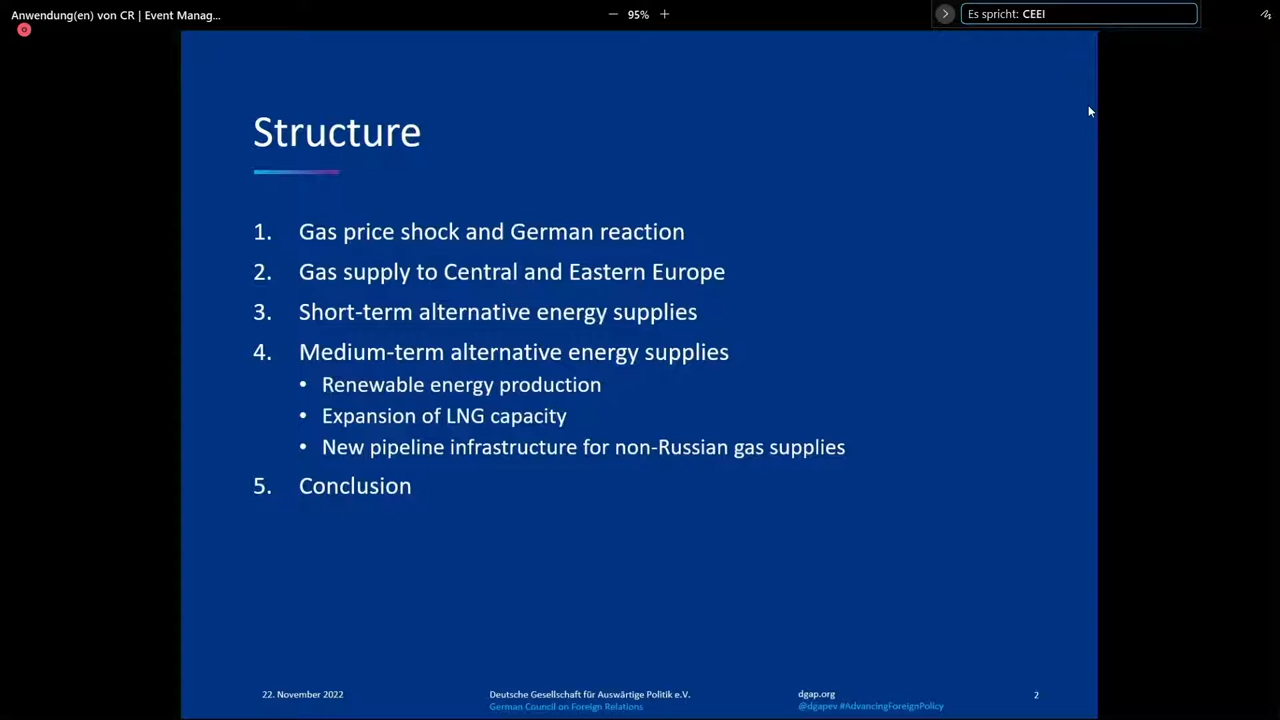 Anwendung(en) von CR | Event Manag...
95%
Es spricht: CEEI
Structure
1. Gas price shock and German reaction
2. Gas supply to Central and Eastern Europe
3. Short-term alternative energy supplies
4. Medium-term alternative energy supplies
• Renewable energy production
• Expansion of LNG capacity
• New pipeline infrastructure for non-Russian gas supplies
5. Conclusion
22. November 2022
Deutsche Gesellschaft für Auswärtige Politik e.V.
German Council on Foreign Relations
dgap.org
@dgapev #AdvancingForeignPolicy
2